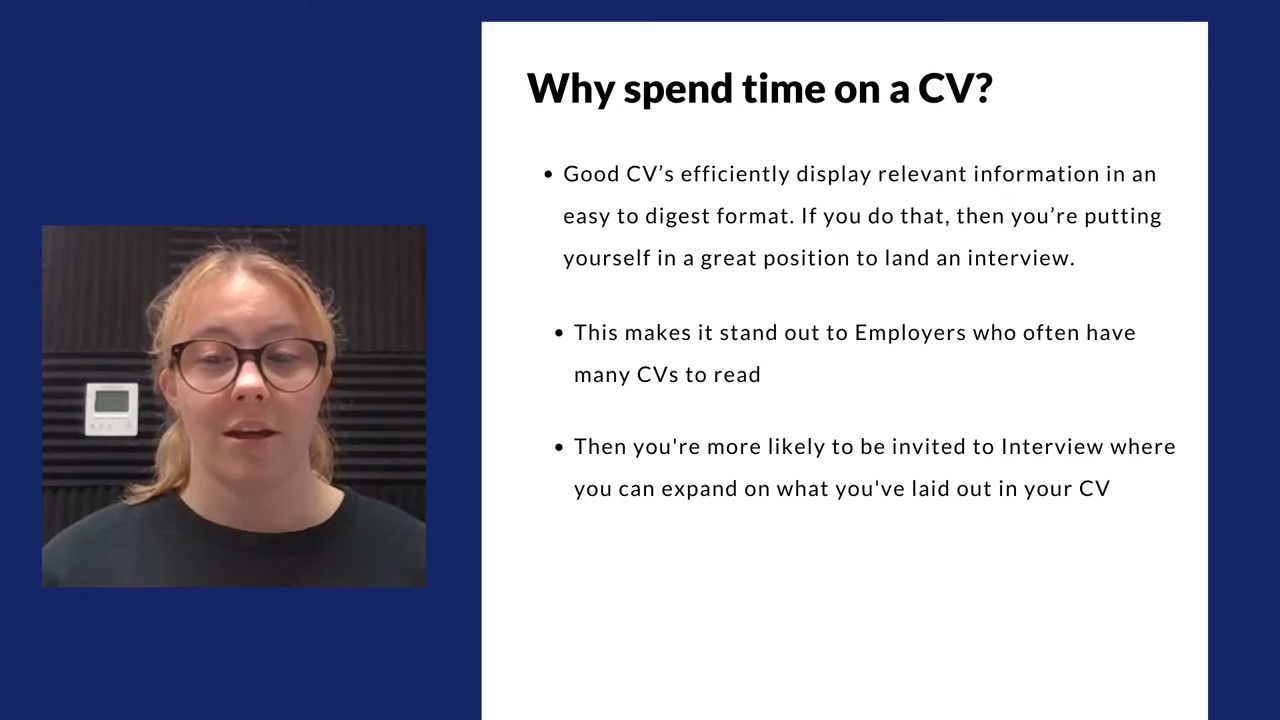 Why spend time on a CV?
• Good CV’s efficiently display relevant information in an
easy to digest format. If you do that, then you’re putting
yourself in a great position to land an interview.
• This makes it stand out to Employers who often have
many CVs to read
• Then you're more likely to be invited to Interview where
you can expand on what you've laid out in your CV